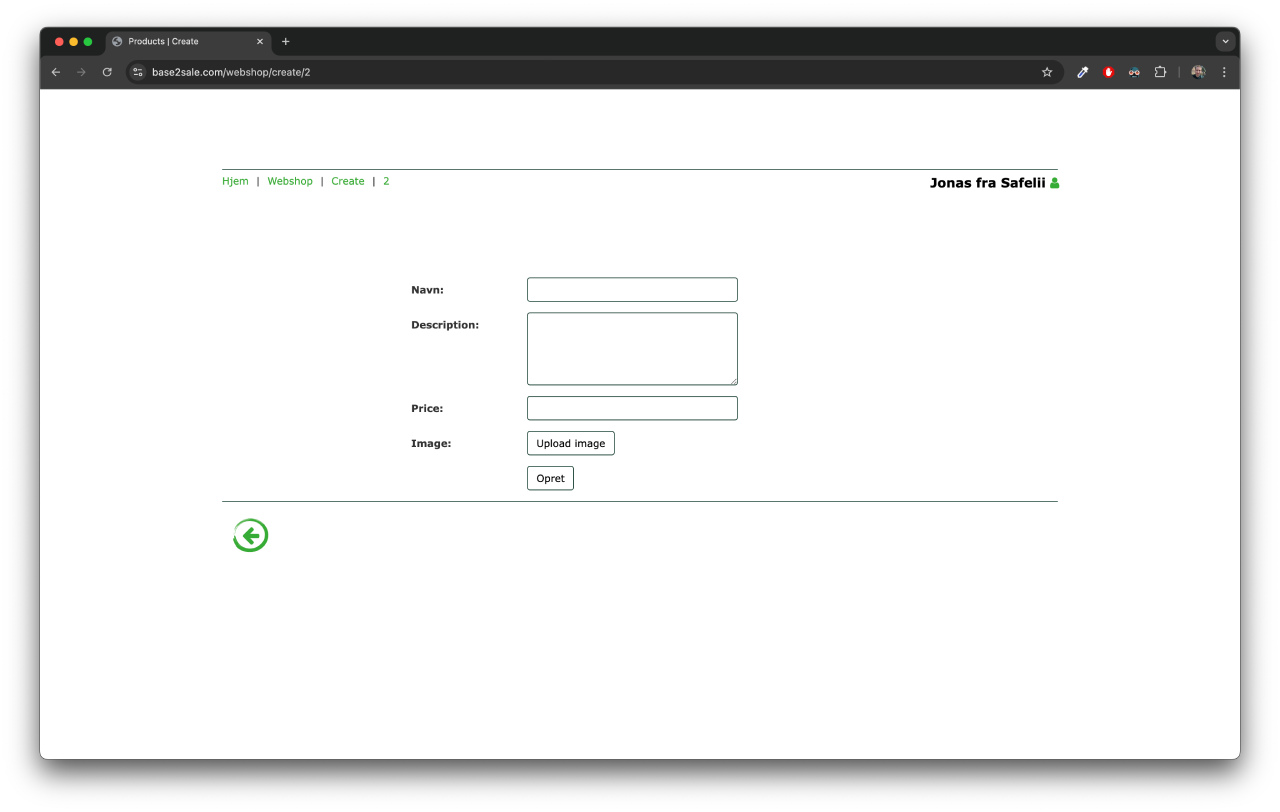 Products | Create
base2sale.com/webshop/create/2
Hjem | Webshop | Create | 2
Jonas fra Safelii
Navn:
Description:
Price:
Image: Upload image
Opret